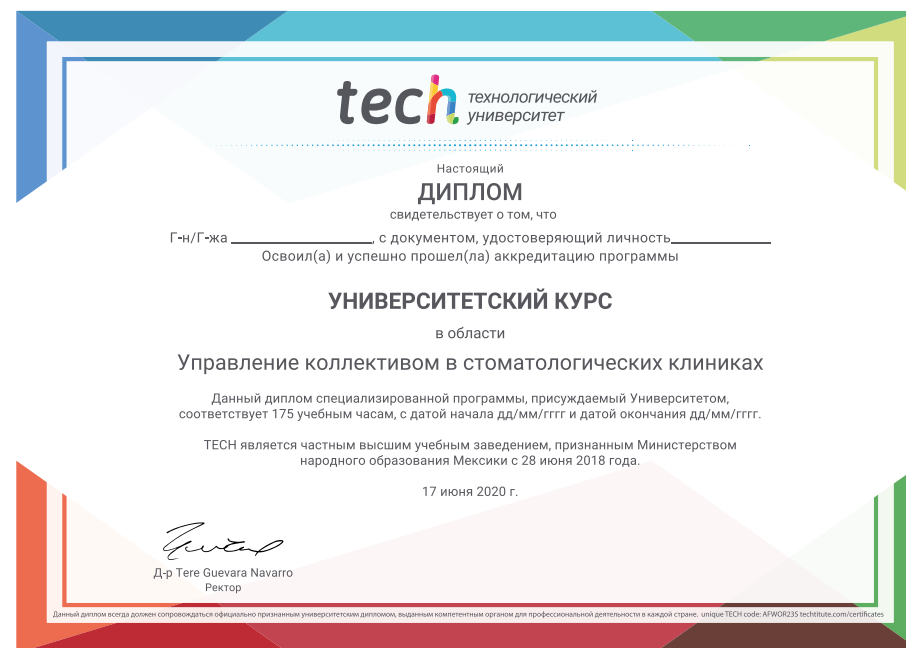 tech технологический
университет
Настоящий
ДИПЛОМ
свидетельствует о том, что
Г-н/Г-жа ________________, с документом, удостоверяющий личность____________
Освоил(а) и успешно прошел(ла) аккредитацию программы
УНИВЕРСИТЕТСКИЙ КУРС
в области
Управление коллективом в стоматологических клиниках
Данный диплом специализированной программы, присуждаемый Университетом,
соответствует 175 учебным часам, с датой начала дд/мм/гггг и датой окончания дд/мм/гггг.
TECH является частным высшим учебным заведением, признанным Министерством
народного образования Мексики с 28 июня 2018 года.
17 июня 2020 г.
Д-р Tere Guevara Navarro
Ректор
Данный диплом всегда должен сопровождаться официально признанным университетским дипломом, выданным компетентным органом для профессиональной деятельности в каждой стране. unique TECH code: AFWOR23S techtitute.com/certificates